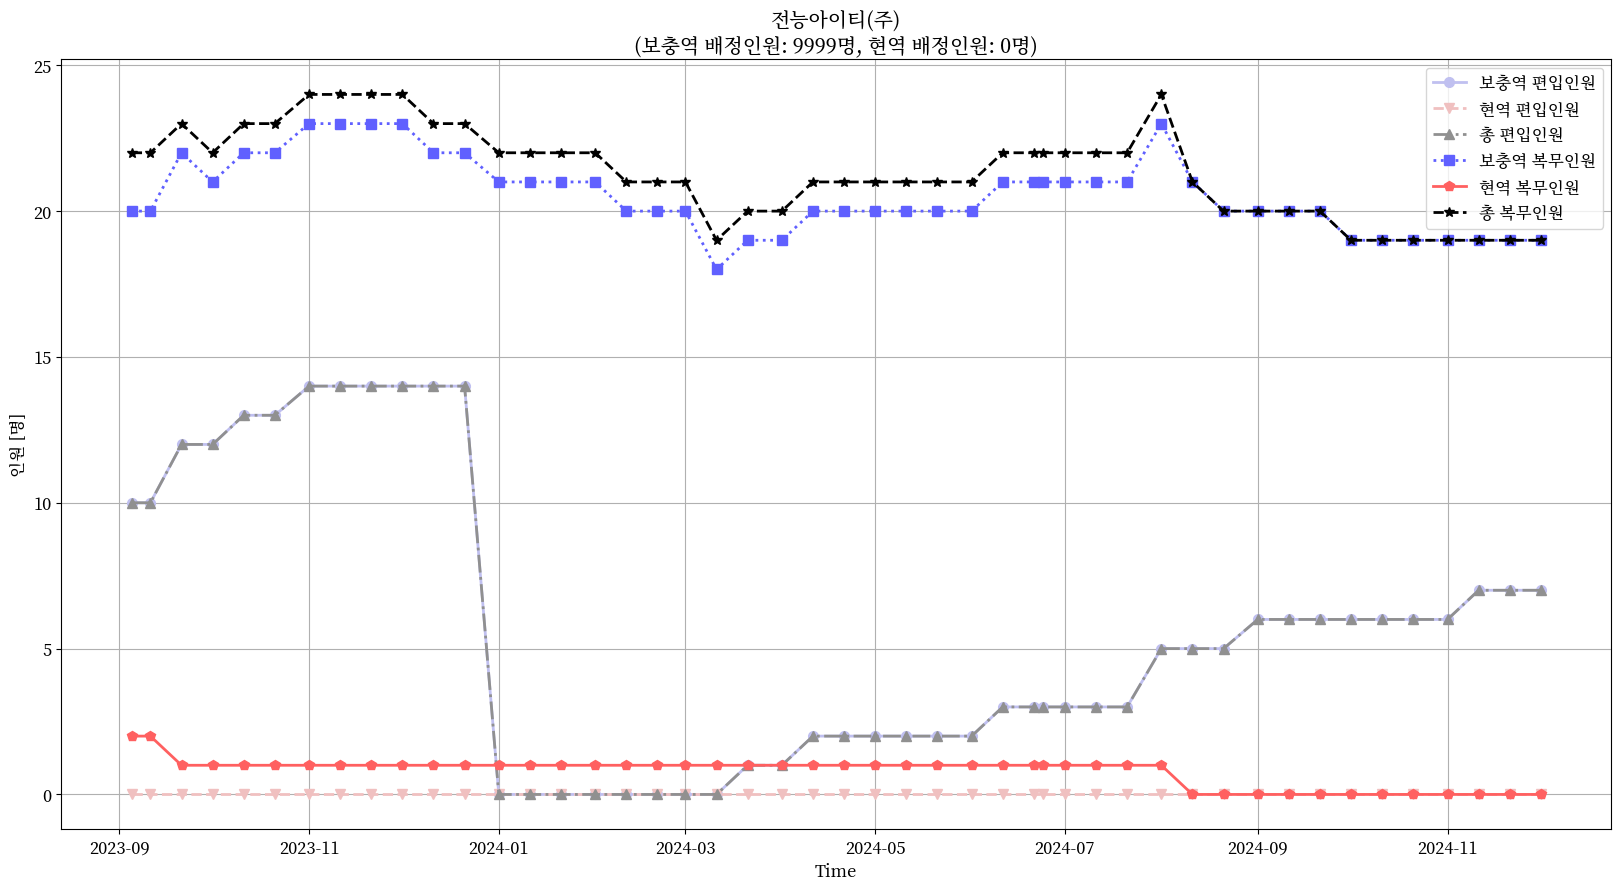 전능아이티(주)
(보충역 배정인원: 9999명, 현역 배정인원: 0명)
보충역 편입인원
현역 편입인원
총 편입인원
보충역 복무인원
현역 복무인원
총 복무인원
인원 [명]
25
20
15
10
5
0
2023-09
2023-11
2024-01
2024-03
2024-05
2024-07
2024-09
2024-11
Time